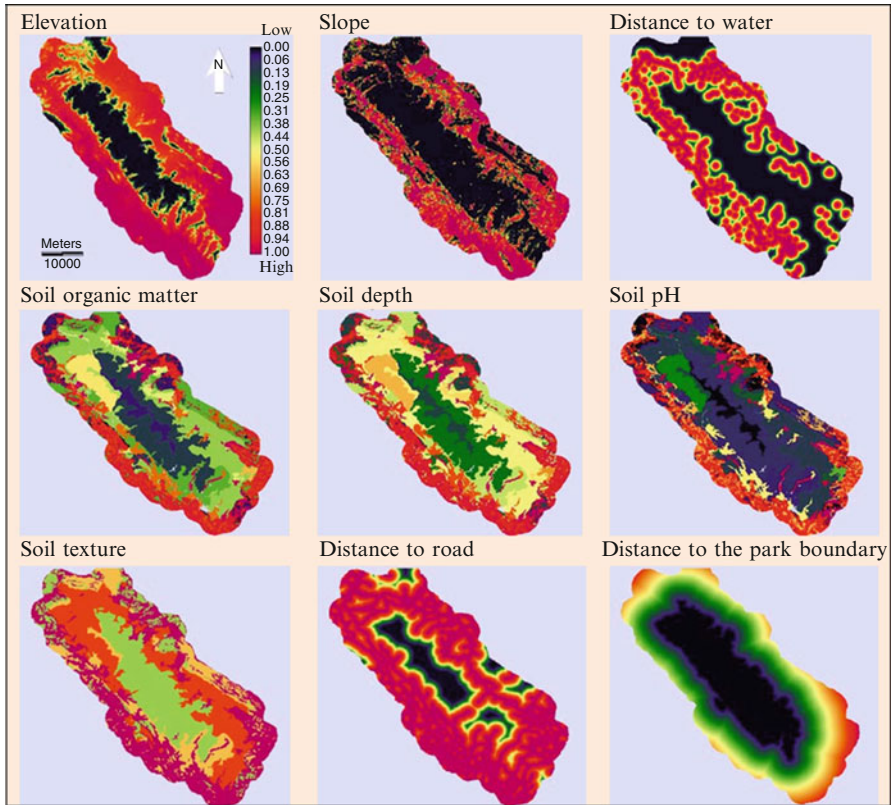 Elevation
Slope
Distance to water
N
Low
0.00
0.06
0.13
0.19
0.25
0.31
0.38
0.44
0.50
0.56
0.63
0.69
0.75
0.81
0.88
0.94
1.00
High
Meters
10000
Soil organic matter
Soil depth
Soil pH
Soil texture
Distance to road
Distance to the park boundary